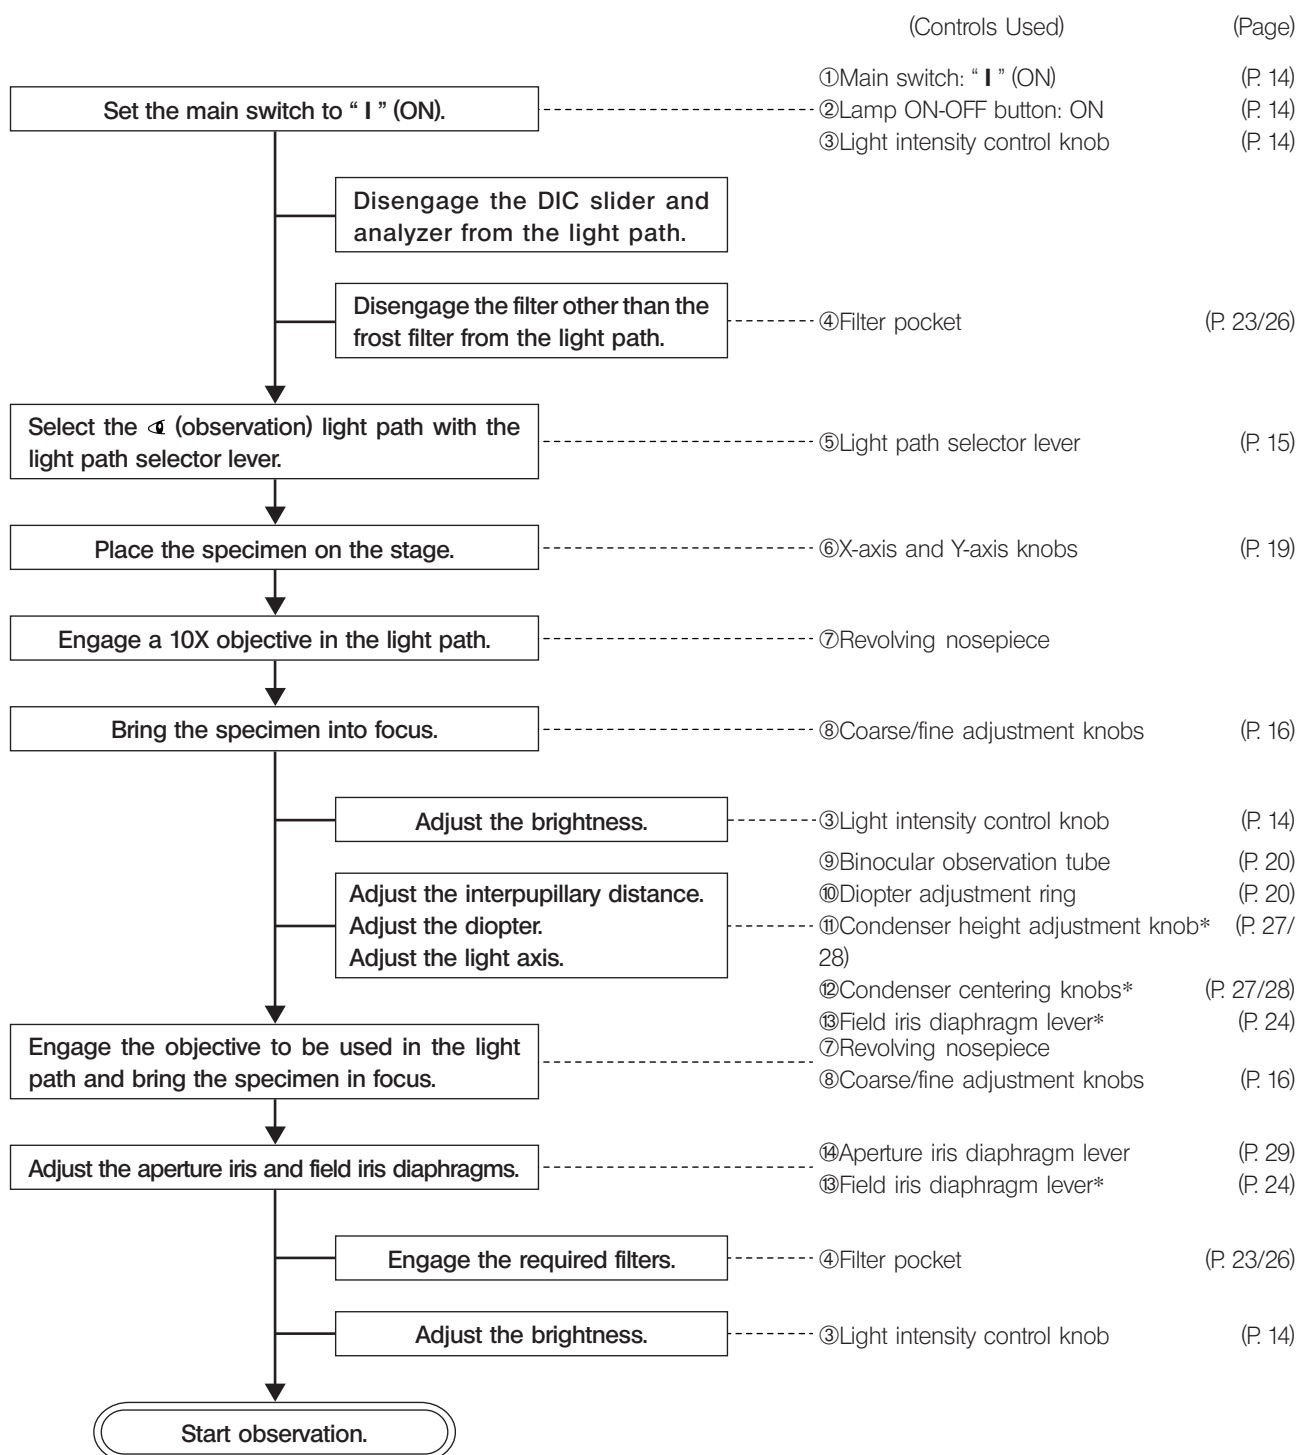 (Controls Used) (Page)
①Main switch: “ I ” (ON) (P. 14)
Set the main switch to “ I ” (ON).
②Lamp ON-OFF button: ON (P. 14)
③Light intensity control knob (P. 14)
Disengage the DIC slider and
analyzer from the light path.
Disengage the filter other than the
frost filter from the light path.
④Filter pocket (P. 23/26)
Select the (observation) light path with the
light path selector lever.
⑤Light path selector lever (P. 15)
Place the specimen on the stage.
⑥X-axis and Y-axis knobs (P. 19)
Engage a 10X objective in the light path.
⑦Revolving nosepiece
Bring the specimen into focus.
⑧Coarse/fine adjustment knobs (P. 16)
Adjust the brightness.
③Light intensity control knob (P. 14)
Adjust the interpupillary distance.
Adjust the diopter.
Adjust the light axis.
⑨Binocular observation tube (P. 20)
⑩Diopter adjustment ring (P. 20)
⑪Condenser height adjustment knob* (P. 27/
28)
⑫Condenser centering knobs* (P. 27/28)
⑬Field iris diaphragm lever* (P. 24)
Engage the objective to be used in the light
path and bring the specimen in focus.
⑦Revolving nosepiece
⑧Coarse/fine adjustment knobs (P. 16)
Adjust the aperture iris and field iris diaphragms.
⑭Aperture iris diaphragm lever (P. 29)
⑬Field iris diaphragm lever* (P. 24)
Engage the required filters.
④Filter pocket (P. 23/26)
Adjust the brightness.
③Light intensity control knob (P. 14)
Start observation.